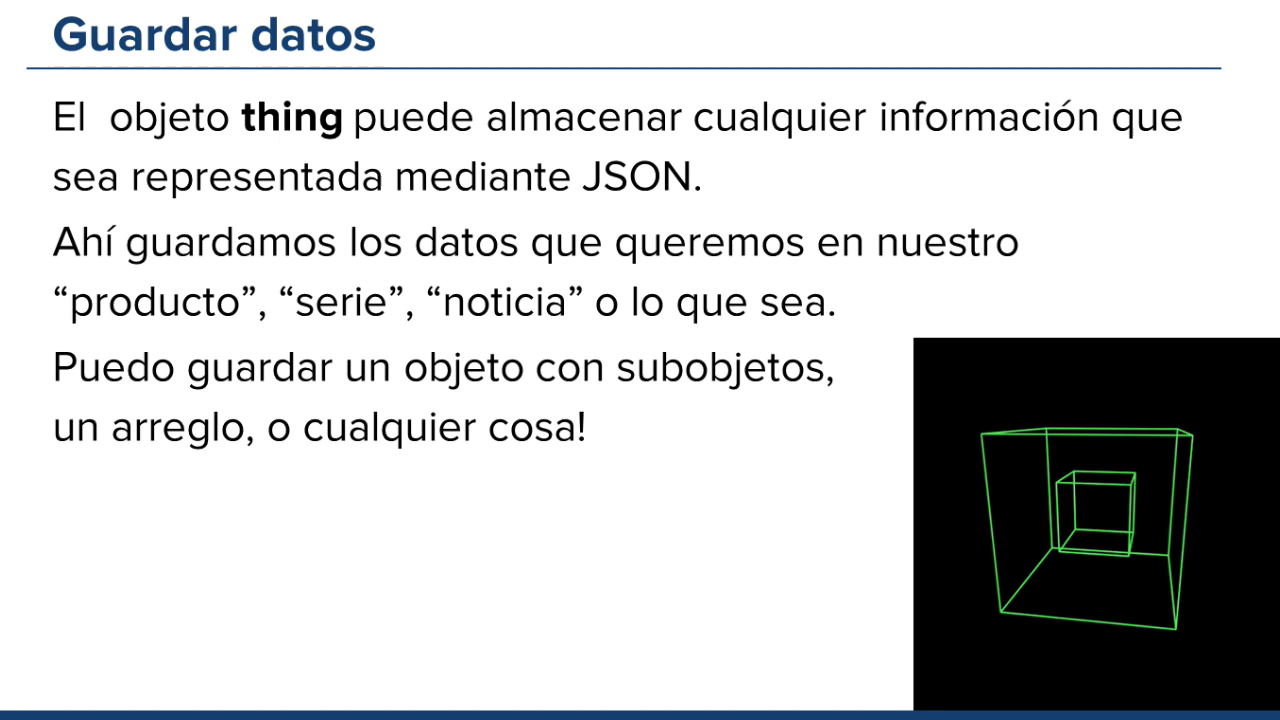 Guardar datos
El objeto thing puede almacenar cualquier información que
sea representada mediante JSON.
Ahí guardamos los datos que queremos en nuestro
“producto”, “serie”, “noticia” o lo que sea.
Puedo guardar un objeto con subobjetos,
un arreglo, o cualquier cosa!